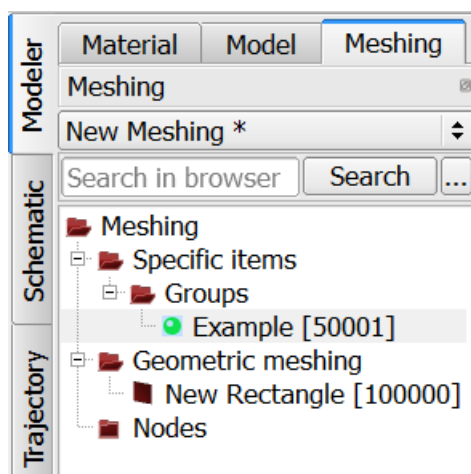 Modeler
Schematic
Trajectory
Material Model Meshing
Meshing
New Meshing *
Search in browser Search ...
Meshing
Specific items
Groups
Example [50001]
Geometric meshing
New Rectangle [100000]
Nodes